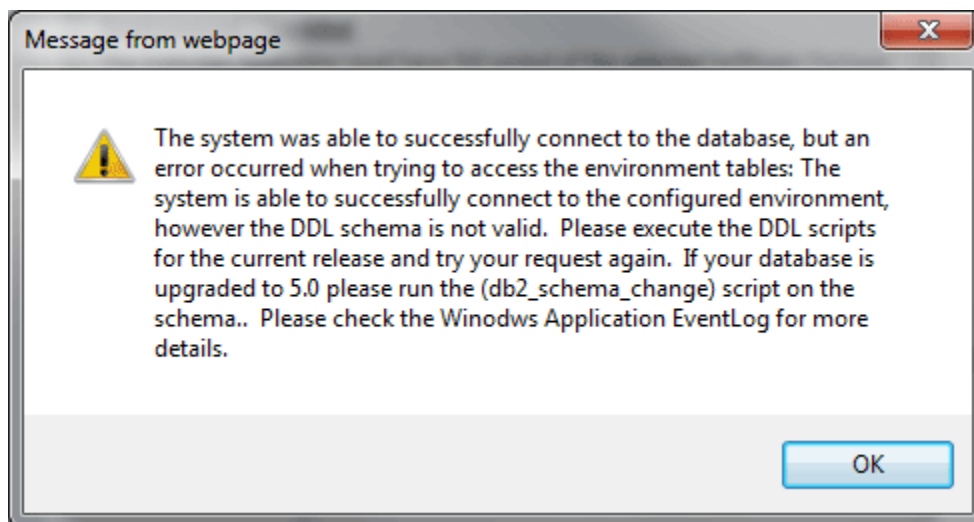 Message from webpage
The system was able to successfully connect to the database, but an
error occurred when trying to access the environment tables: The
system is able to successfully connect to the configured environment,
however the DDL schema is not valid.  Please execute the DDL scripts
for the current release and try your request again.  If your database is
upgraded to 5.0 please run the (db2_schema_change) script on the
schema..  Please check the Winodws Application EventLog for more
details.
OK